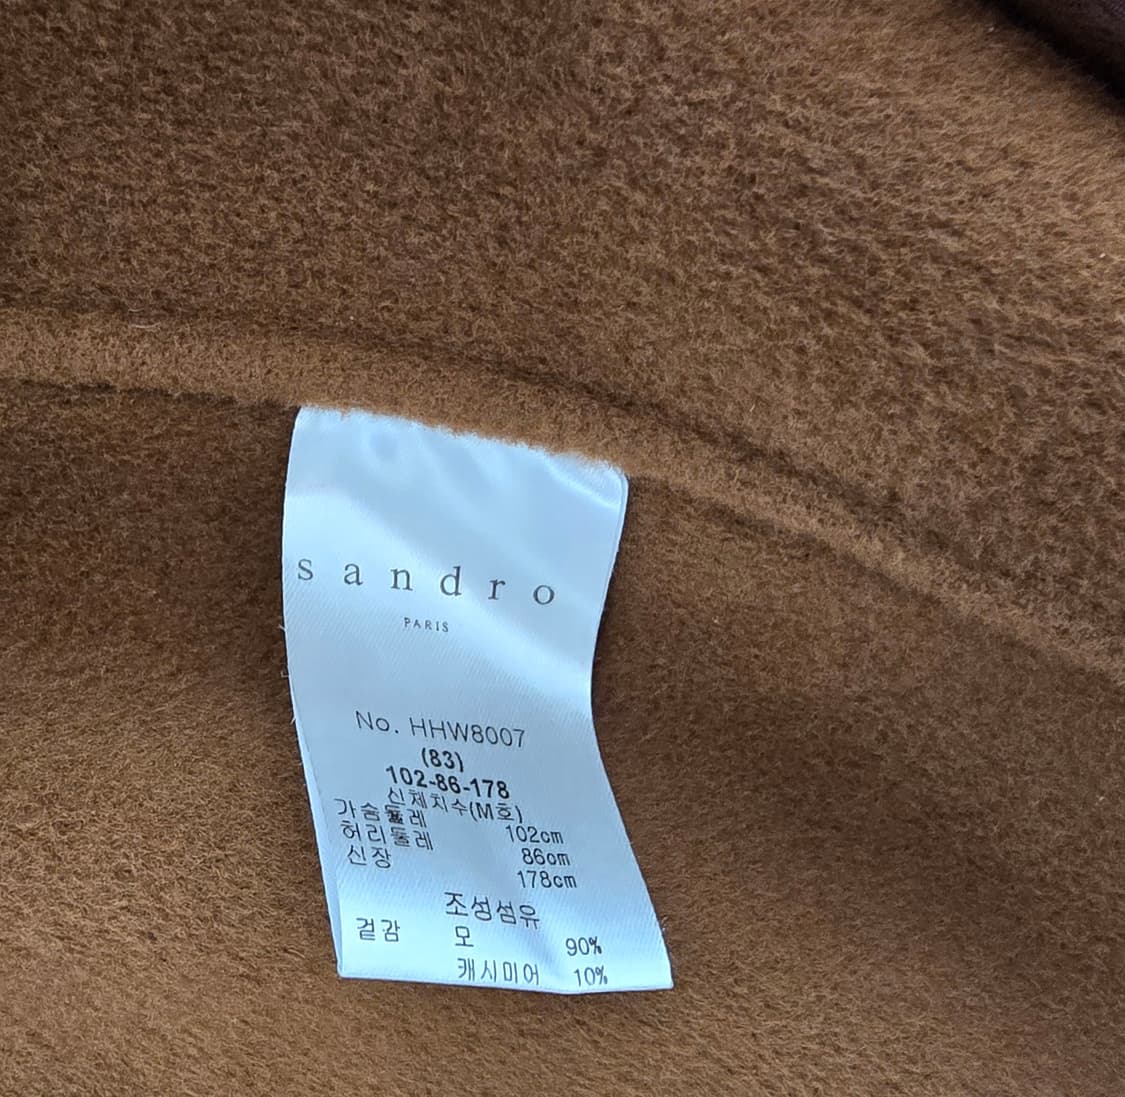 sandro
PARIS
No. HHW8007
(83)
102-86-178
신체치수(M호)
가슴둘레 102cm
허리둘레 86cm
신장 178cm
조성섬유
겉감 모 90%
캐시미어 10%